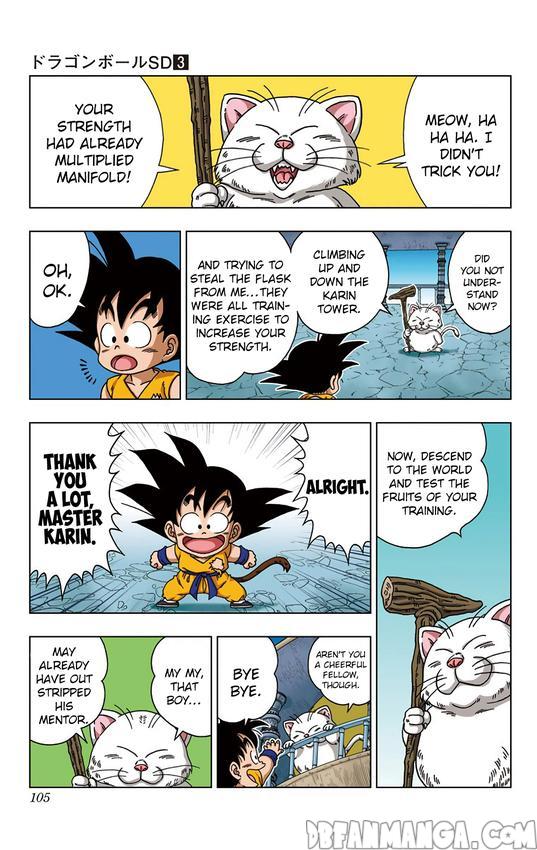 ドラゴンボールSD3
MEOW, HA
HA HA. I
DIDN'T
TRICK YOU!
YOUR
STRENGTH
HAD ALREADY
MULTIPLIED
MANIFOLD!
DID
YOU NOT
UNDER-
STAND
NOW?
CLIMBING
UP AND
DOWN THE
KARIN
TOWER.
AND TRYING TO
STEAL THE FLASK
FROM ME...THEY
WERE ALL TRAIN-
ING EXERCISE TO
INCREASE YOUR
STRENGTH.
OH,
OK.
NOW, DESCEND
TO THE WORLD
AND TEST THE
FRUITS OF YOUR
TRAINING.
ALRIGHT.
THANK
YOU
A LOT,
MASTER
KARIN.
AREN'T YOU
A CHEERFUL
FELLOW,
THOUGH.
BYE
BYE.
MY MY,
THAT
BOY...
MAY
ALREADY
HAVE OUT
STRIPPED
HIS
MENTOR.
105
DBFANMANGA.COM